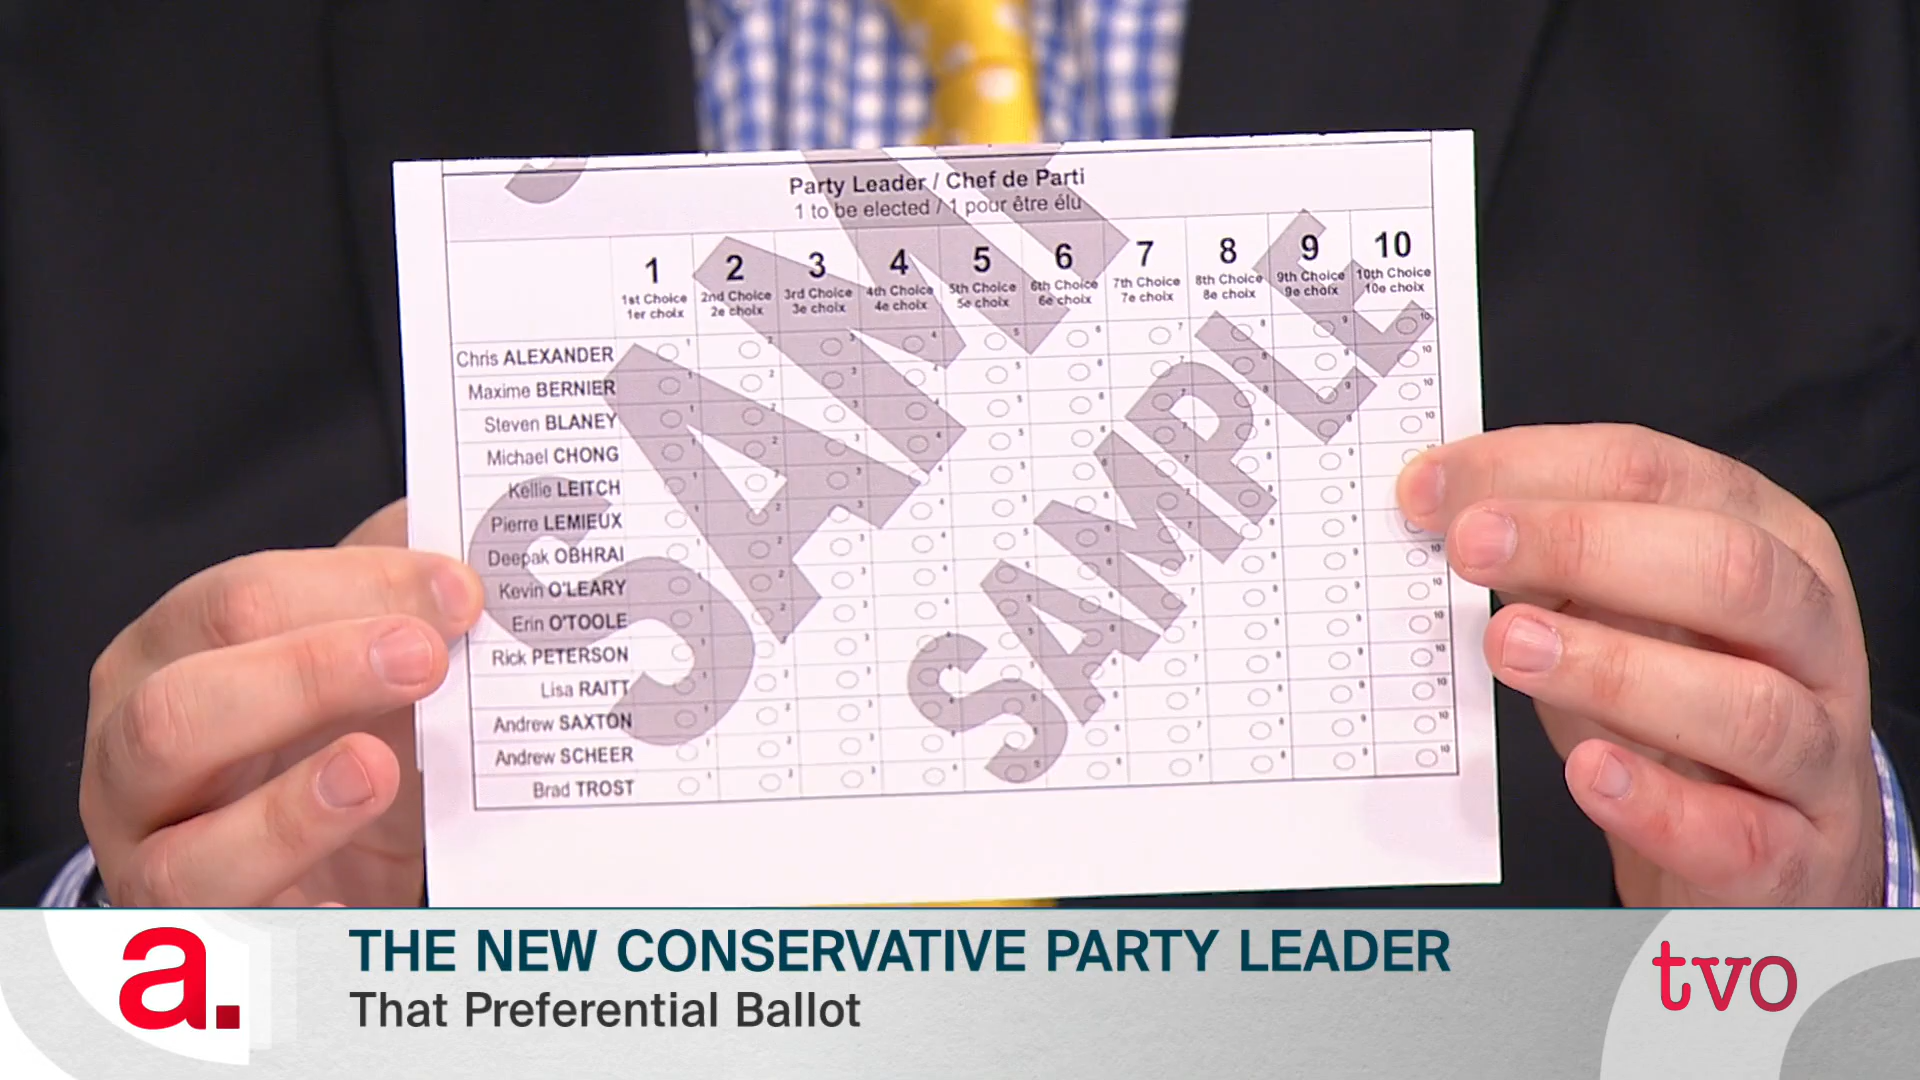 Party Leader / Chef de Parti
1 to be elected / 1 pour être élu
1 2 3 4 5 6 7 8 9 10
1st Choice 2nd Choice 3rd Choice 4th Choice 5th Choice 6th Choice 7th Choice 8th Choice 9th Choice 10th Choice
1er choix 2e choix 3e choix 4e choix 5e choix 6e choix 7e choix 8e choix 9e choix 10e choix
Chris ALEXANDER
Maxime BERNIER
Steven BLANEY
Michael CHONG
Kellie LEITCH
Pierre LEMIEUX
Deepak OBHRAI
Kevin O'LEARY
Erin O'TOOLE
Rick PETERSON
Lisa RAITT
Andrew SAXTON
Andrew SCHEER
Brad TROST
SAMPLE
a.
THE NEW CONSERVATIVE PARTY LEADER
That Preferential Ballot
tvo